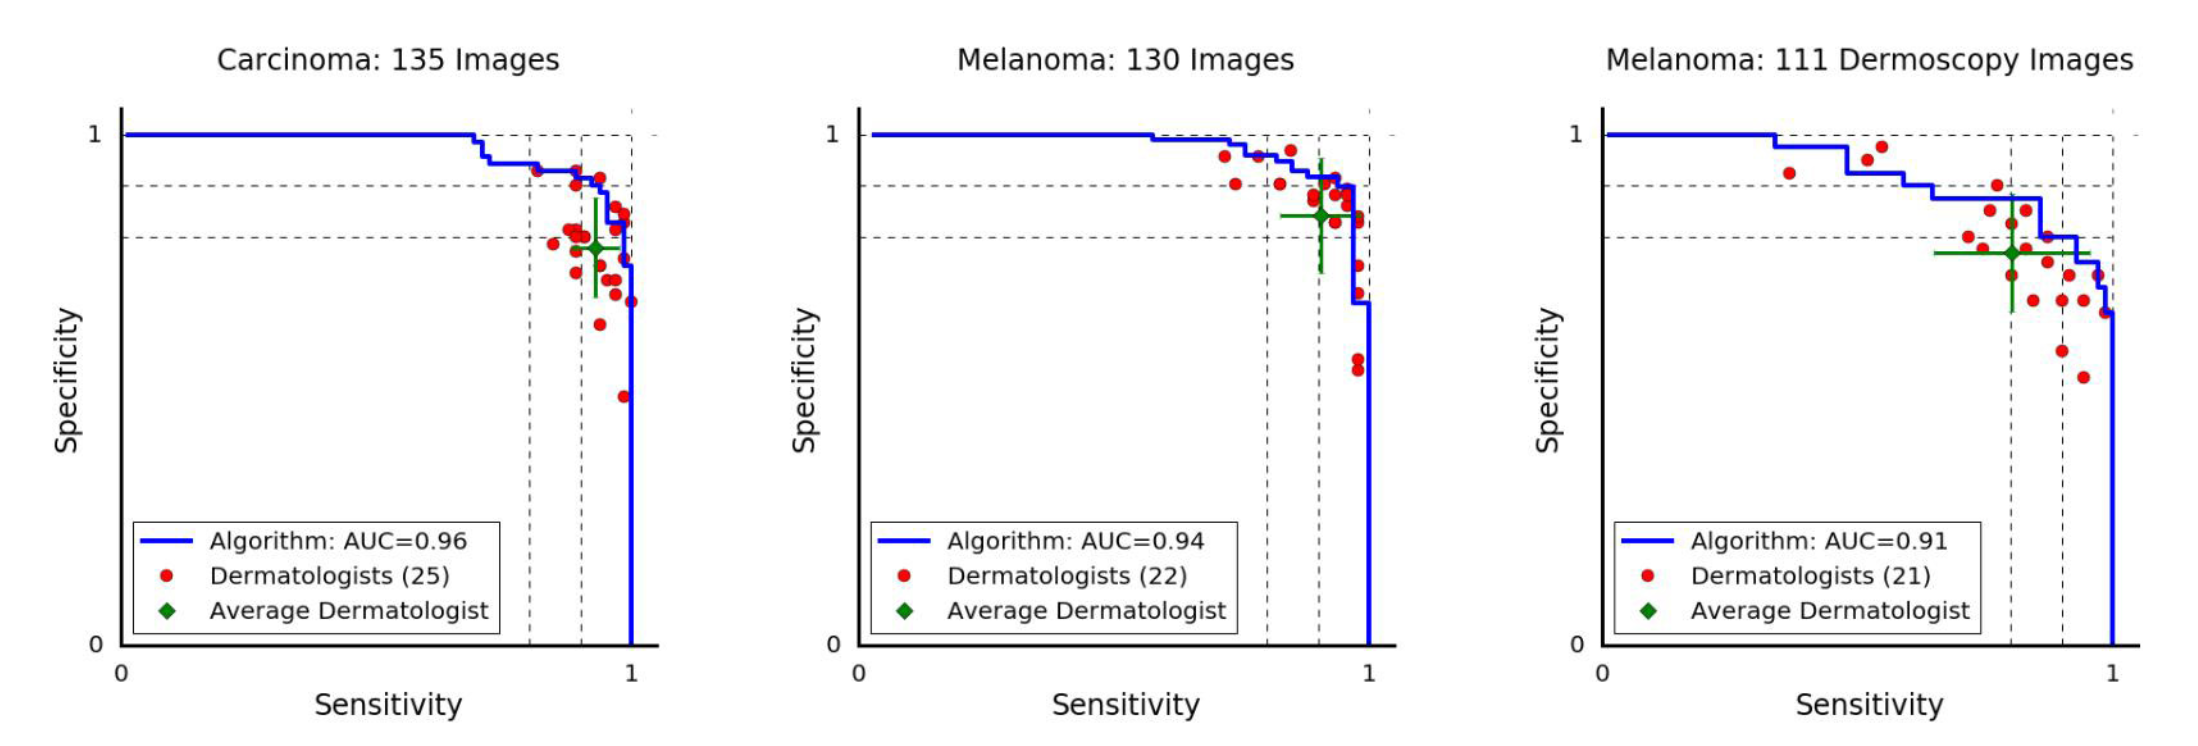 Carcinoma: 135 Images
1
Specificity
Algorithm: AUC=0.96
Dermatologists (25)
Average Dermatologist
0
0
1
Sensitivity
Melanoma: 130 Images
1
Specificity
Algorithm: AUC=0.94
Dermatologists (22)
Average Dermatologist
0
0
1
Sensitivity
Melanoma: 111 Dermoscopy Images
1
Specificity
Algorithm: AUC=0.91
Dermatologists (21)
Average Dermatologist
0
0
1
Sensitivity